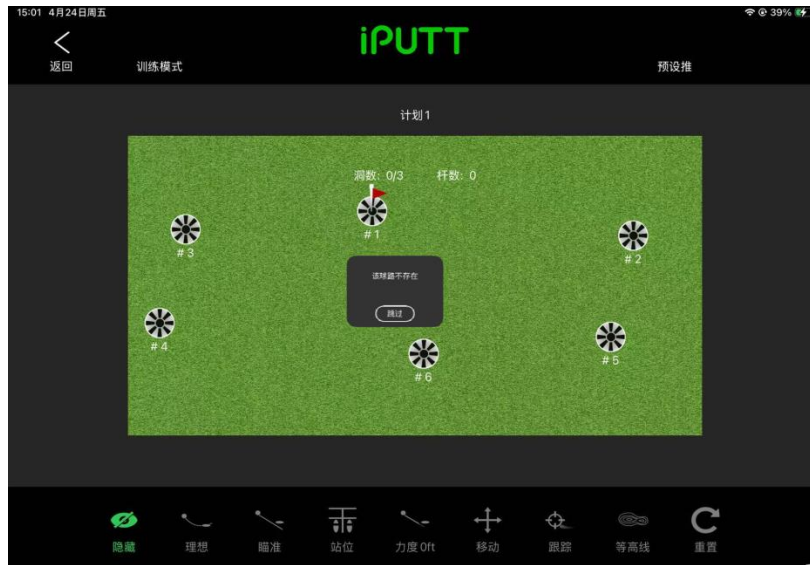 15:01 4月24日周五
39%
iPUTT
返回
训练模式
预设推
计划1
洞数: 0/3 杆数: 0
#1
#3
#2
该球路不存在
跳过
#4
#5
#6
隐藏
理想
瞄准
站位
力度 0ft
移动
跟踪
等高线
重置